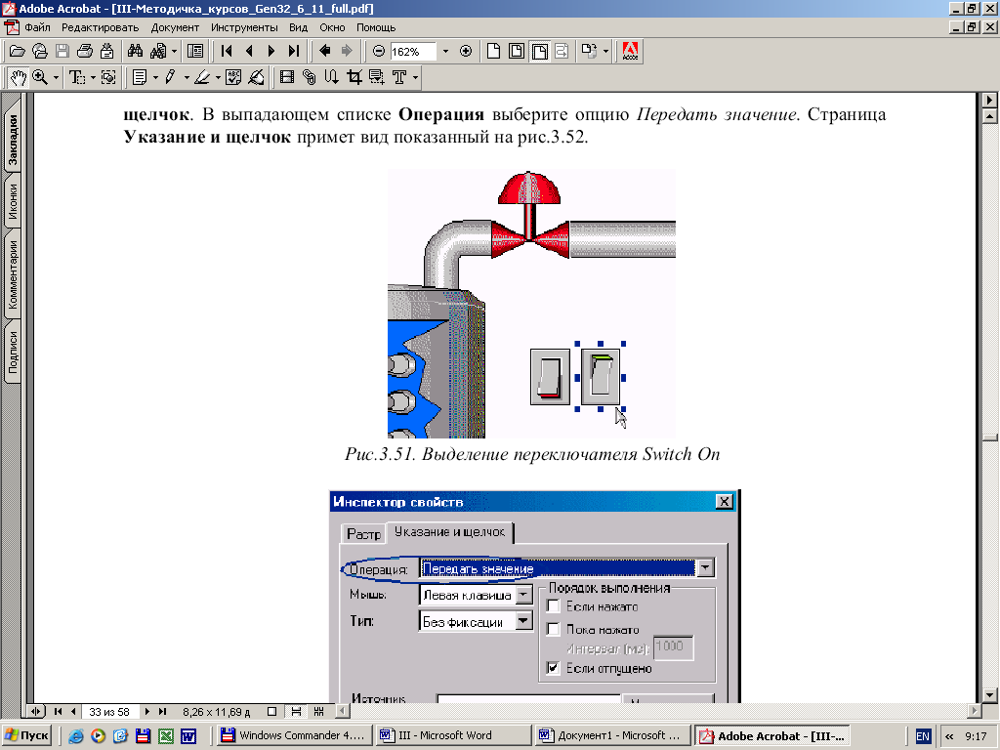 Adobe Acrobat - [III-Методичка_курсов_Gen32_6_11_full.pdf]
Файл Редактировать Документ Инструменты Вид Окно Помощь
162%
Adobe
Закладки
Иконки
Комментарии
Подписи
щелчок. В выпадающем списке Операция выберите опцию Передать значение. Страница
Указание и щелчок примет вид показанный на рис.3.52.
Рис.3.51. Выделение переключателя Switch On
Инспектор свойств
Растр Указание и щелчок
Операция: Передать значение
Мышь: Левая клавиша
Тип: Без фиксации
Порядок выполнения
Если нажато
Пока нажато
Интервал (мс): 1000
Если отпущено
Источник
33 из 58 8,26 x 11,69 д
Пуск Windows Commander 4.... III - Microsoft Word Документ1 - Microsoft ... Adobe Acrobat - [III-... EN « 9:17